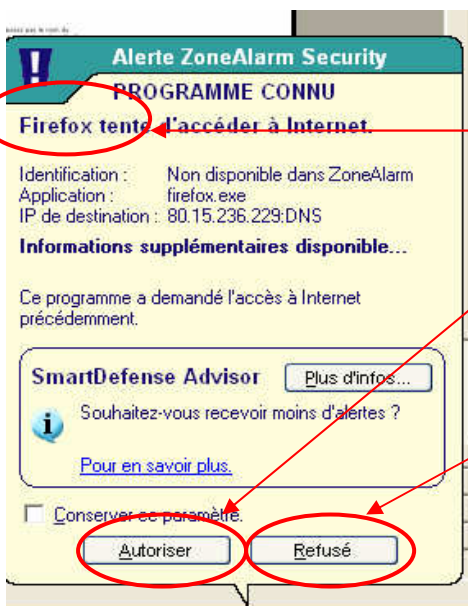 Alerte ZoneAlarm Security
PROGRAMME CONNU
Firefox tente d'accéder à Internet.
Identification : Non disponible dans ZoneAlarm
Application : firefox.exe
IP de destination : 80.15.236.229:DNS
Informations supplémentaires disponible...
Ce programme a demandé l'accès à Internet
précédemment.
SmartDefense Advisor Plus d'infos...
Souhaitez-vous recevoir moins d'alertes ?
Pour en savoir plus.
Conserver ce paramètre.
Autoriser Refusé